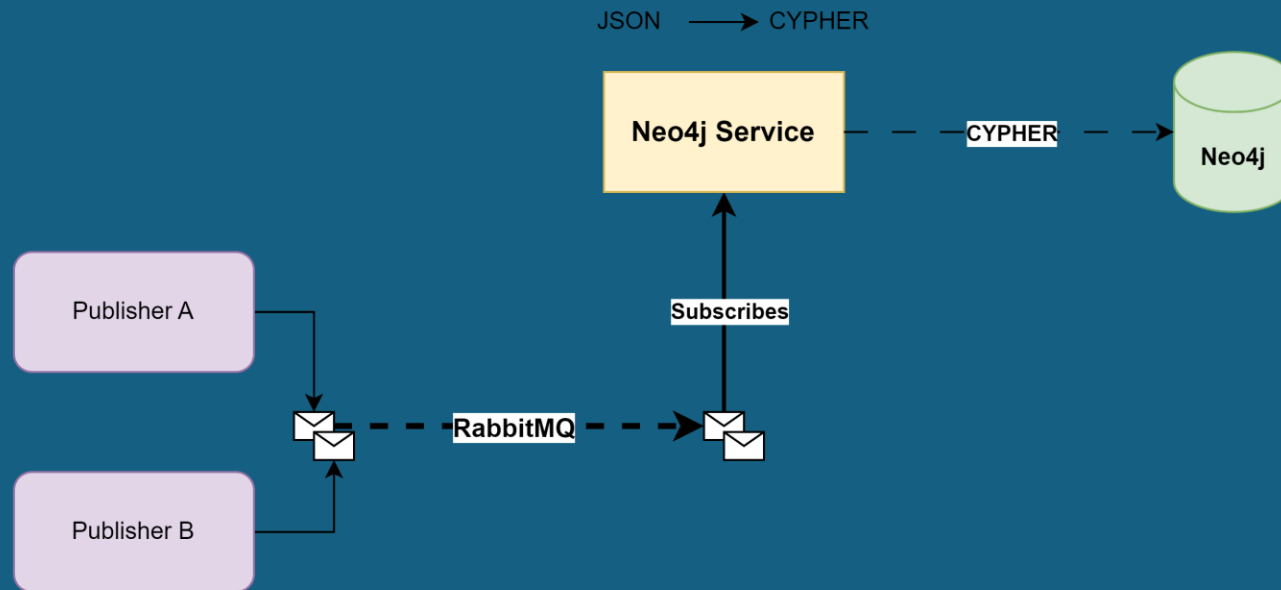 JSON → CYPHER
Neo4j Service
CYPHER
Neo4j
Publisher A
Subscribes
RabbitMQ
Publisher B